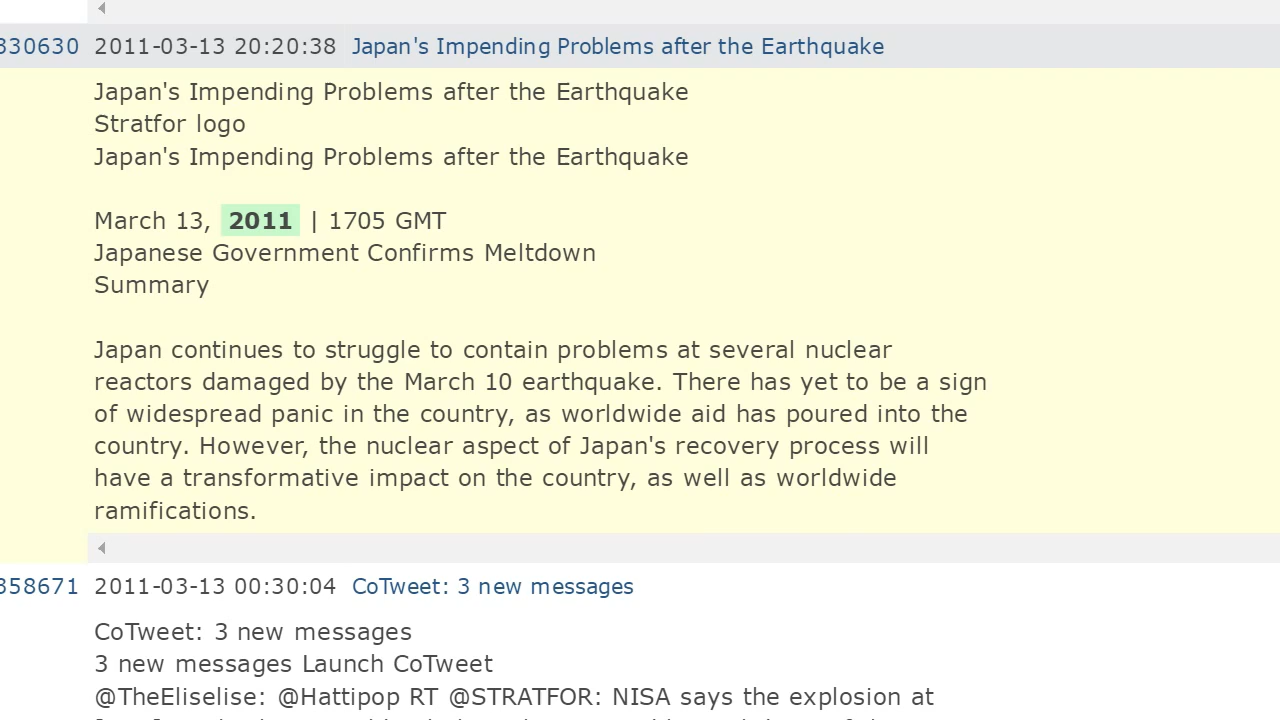 330630 2011-03-13 20:20:38 Japan's Impending Problems after the Earthquake
Japan's Impending Problems after the Earthquake
Stratfor logo
Japan's Impending Problems after the Earthquake
March 13, 2011 | 1705 GMT
Japanese Government Confirms Meltdown
Summary
Japan continues to struggle to contain problems at several nuclear
reactors damaged by the March 10 earthquake. There has yet to be a sign
of widespread panic in the country, as worldwide aid has poured into the
country. However, the nuclear aspect of Japan's recovery process will
have a transformative impact on the country, as well as worldwide
ramifications.
358671 2011-03-13 00:30:04 CoTweet: 3 new messages
CoTweet: 3 new messages
3 new messages Launch CoTweet
@TheEliselise: @Hattipop RT @STRATFOR: NISA says the explosion at